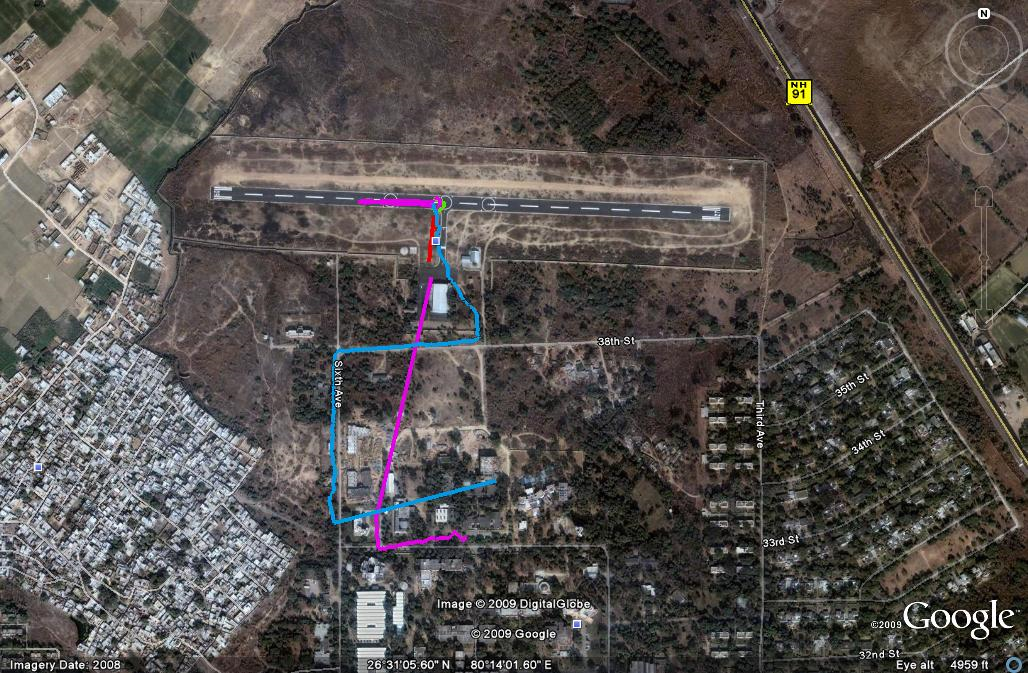 N
NH
91
38th St
Sixth Ave
35th St
Third Ave
34th St
33rd St
Image © 2009 DigitalGlobe
© 2009 Google
©2009 Google
32nd St
Imagery Date: 2008
26°31'05.60" N 80°14'01.60" E
Eye alt 4959 ft